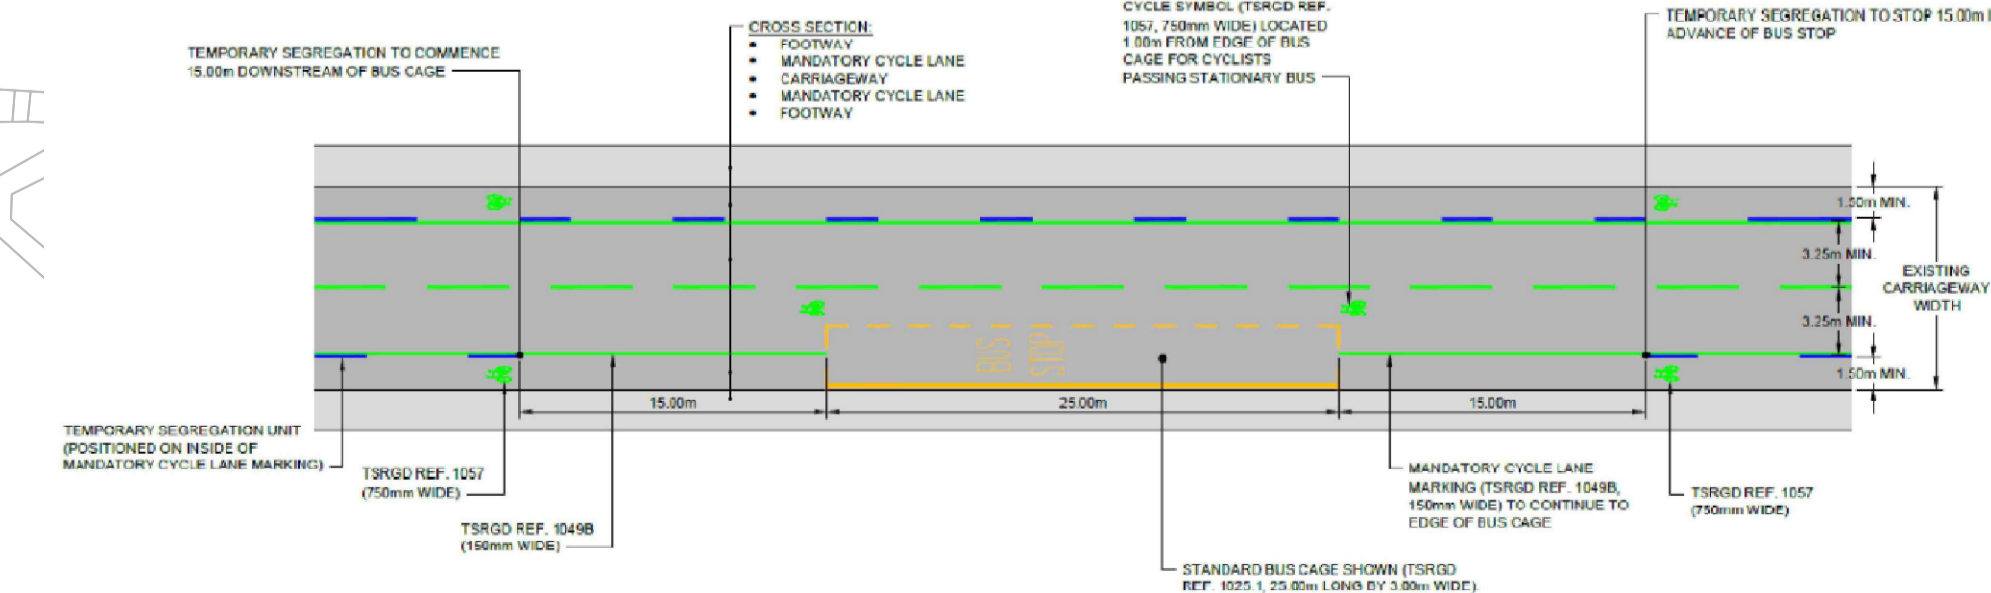 CYCLE SYMBOL (TSRGD REF.
1057, 750mm WIDE) LOCATED
1.00m FROM EDGE OF BUS
CAGE FOR CYCLISTS
PASSING STATIONARY BUS
TEMPORARY SEGREGATION TO STOP 15.00m
ADVANCE OF BUS STOP
CROSS SECTION:
• FOOTWAY
• MANDATORY CYCLE LANE
• CARRIAGEWAY
• MANDATORY CYCLE LANE
• FOOTWAY
TEMPORARY SEGREGATION TO COMMENCE
15.00m DOWNSTREAM OF BUS CAGE
1.50m MIN.
3.25m MIN.
EXISTING
CARRIAGEWAY
WIDTH
3.25m MIN.
1.50m MIN.
BUS
STOP
15.00m
25.00m
15.00m
TEMPORARY SEGREGATION UNIT
(POSITIONED ON INSIDE OF
MANDATORY CYCLE LANE MARKING)
TSRGD REF. 1057
(750mm WIDE)
TSRGD REF. 1049B
(150mm WIDE)
MANDATORY CYCLE LANE
MARKING (TSRGD REF. 1049B,
150mm WIDE) TO CONTINUE TO
EDGE OF BUS CAGE
TSRGD REF. 1057
(750mm WIDE)
STANDARD BUS CAGE SHOWN (TSRGD
REF. 1025.1, 25.00m LONG BY 3.00m WIDE).